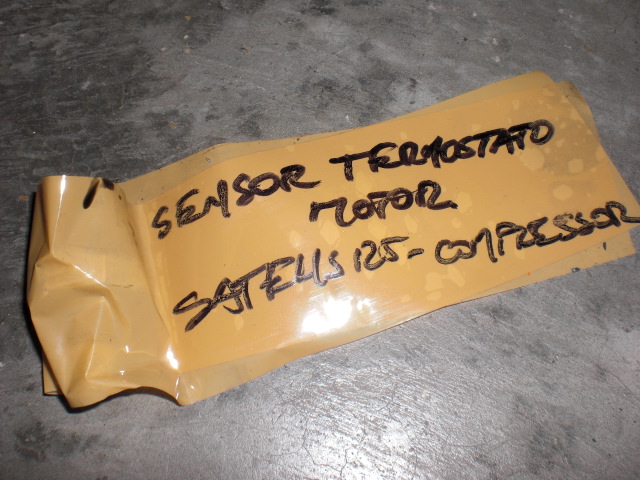 SENSOR TERMOSTATO
MOTOR
SATELIS 125 - COMPRESSOR